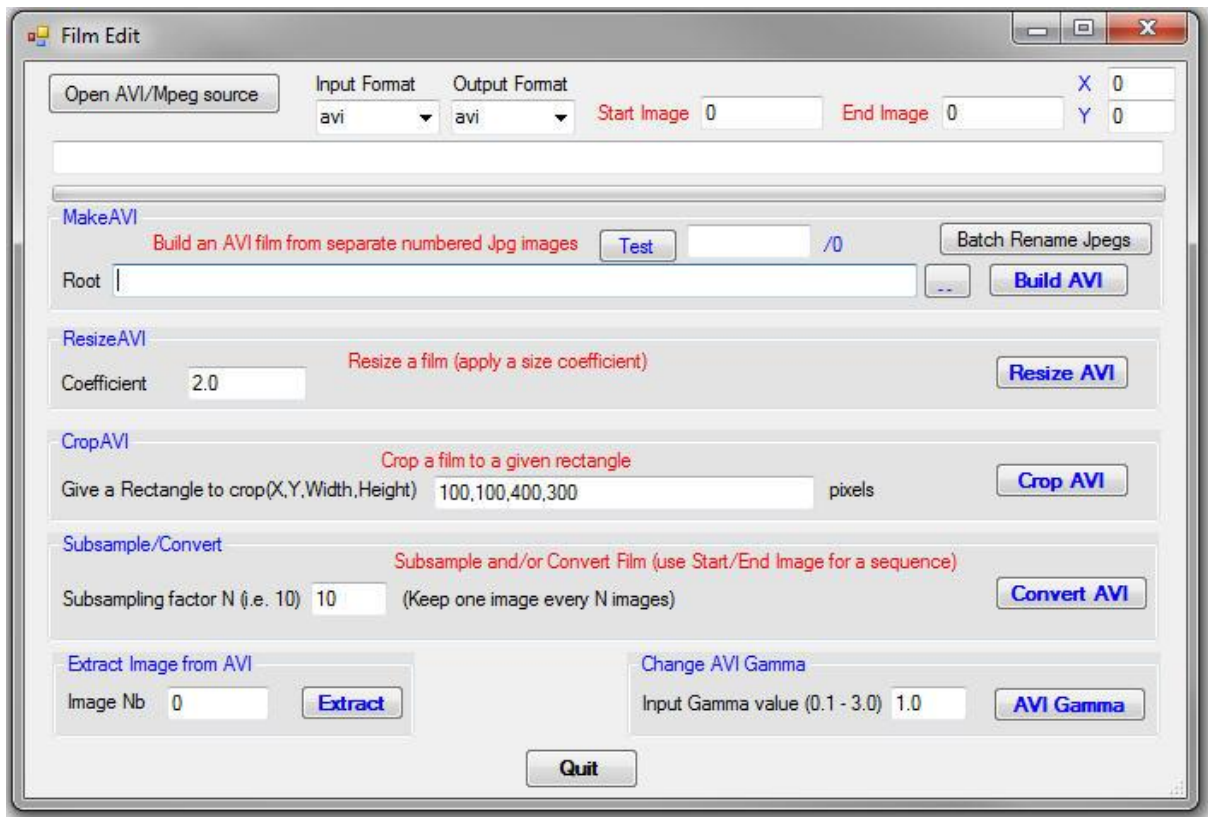 Film Edit
Open AVI/Mpeg source
Input Format
Output Format
avi
avi
Start Image 0
End Image 0
X 0
Y 0
MakeAVI
Build an AVI film from separate numbered Jpg images
Test
/0
Batch Rename Jpegs
Root
..
Build AVI
ResizeAVI
Resize a film (apply a size coefficient)
Coefficient 2.0
Resize AVI
CropAVI
Crop a film to a given rectangle
Give a Rectangle to crop(X,Y,Width,Height) 100,100,400,300 pixels
Crop AVI
Subsample/Convert
Subsample and/or Convert Film (use Start/End Image for a sequence)
Subsampling factor N (i.e. 10) 10 (Keep one image every N images)
Convert AVI
Extract Image from AVI
Image Nb 0
Extract
Change AVI Gamma
Input Gamma value (0.1 - 3.0) 1.0
AVI Gamma
Quit